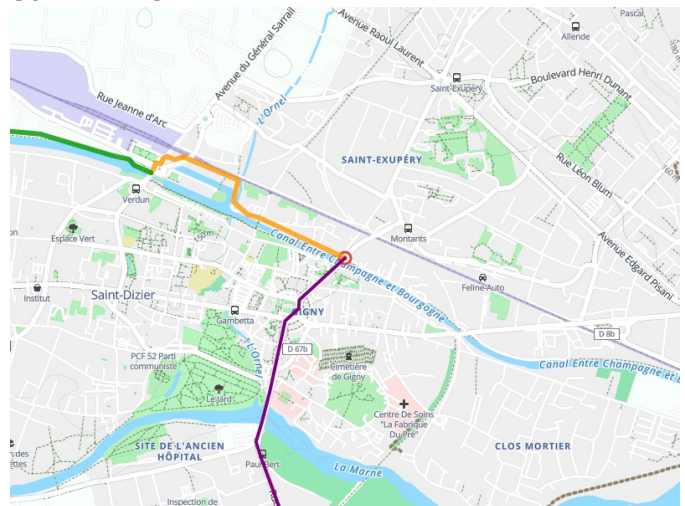 Pascal
Allende
Avenue Raoul Laurent
Avenue du Général Sarrail
Boulevard Henri Dunant
180 m
Saint-Exupéry
Rue Jeanne d'Arc
L'Ornel
SAINT-EXUPÉRY
Rue Léon Blum
160 m
Verdun
Espace Vert
150 m
Canal Entre Champagne et Bourgogne
Montants
Avenue Edgard Pisani
Feline-Auto
Institut
Saint-Dizier
Gambetta
GIGNY
D 8b
D 67b
L'Ornel
PCF 52 Parti
communiste
Cimetière
de Gigny
Canal Entre Champagne et
Le Jard
Centre De Soins
"La Fabrique
Du Pré"
SITE DE L'ANCIEN
HÔPITAL
CLOS MORTIER
Paul Bert
La Marne
Inspection de